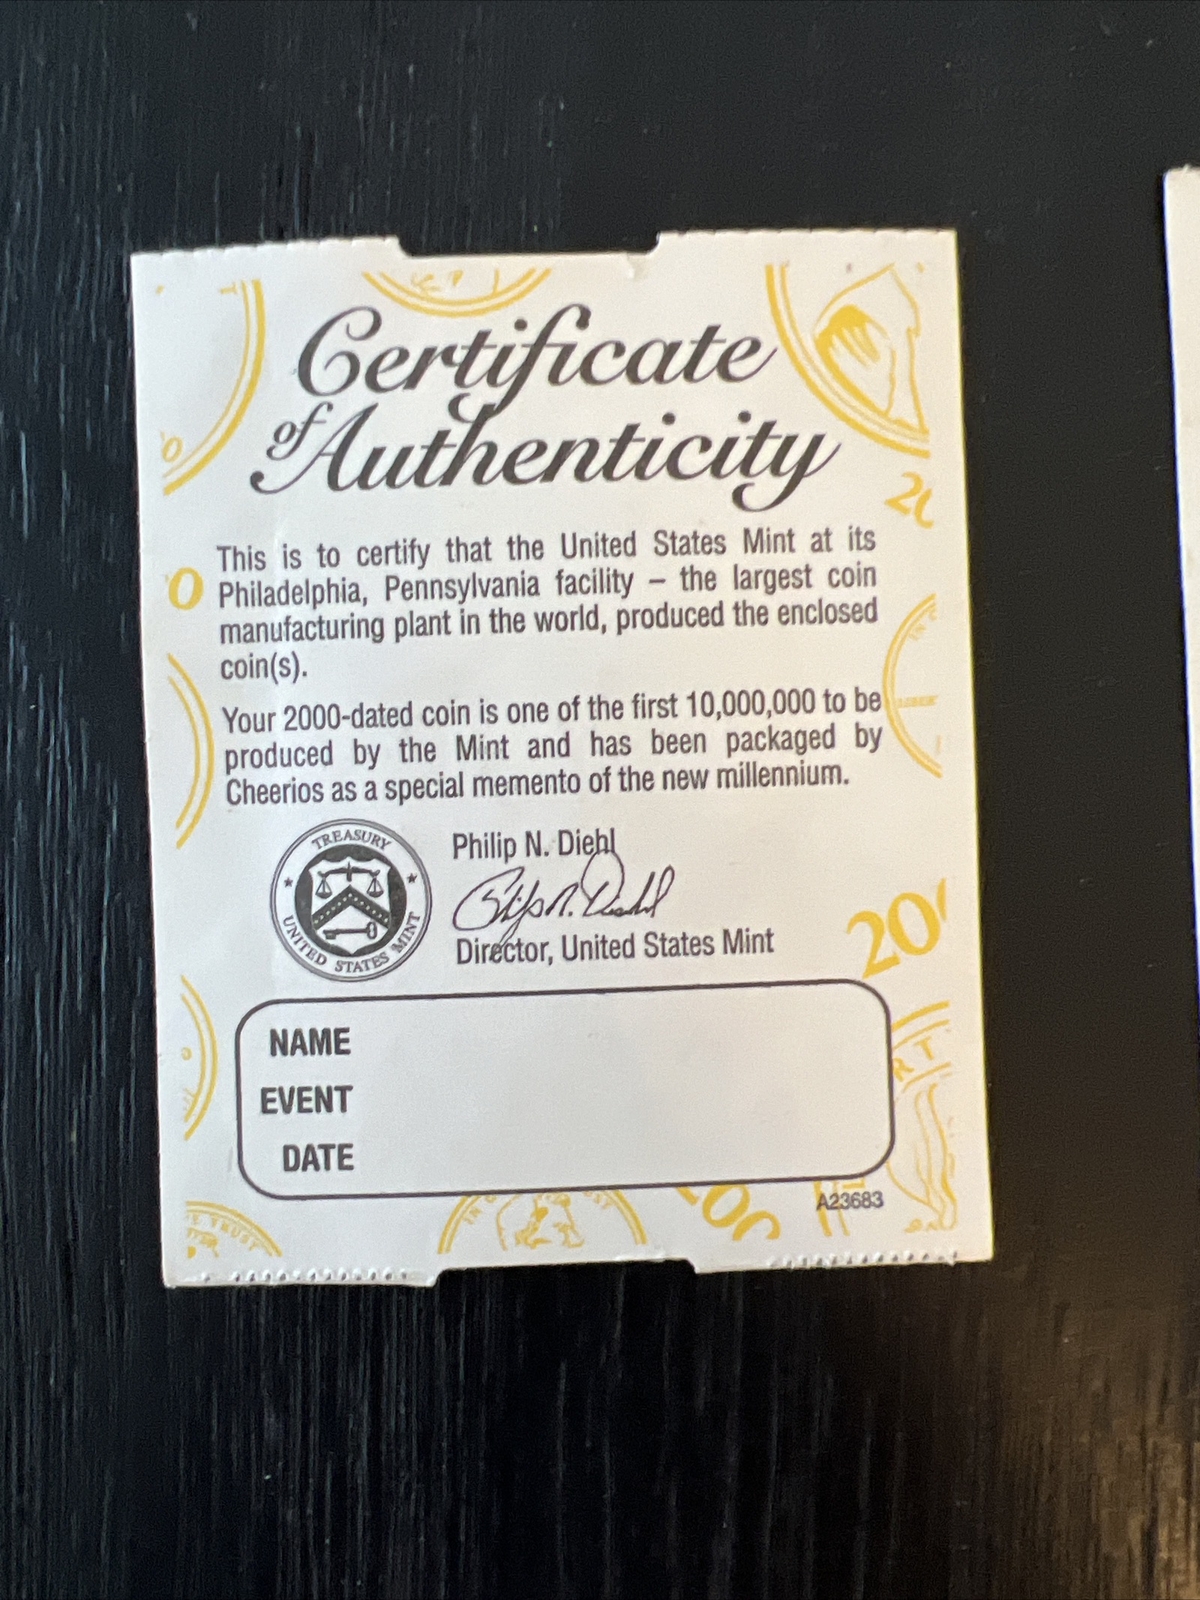 Certificate
of Authenticity
This is to certify that the United States Mint at its
Philadelphia, Pennsylvania facility – the largest coin
manufacturing plant in the world, produced the enclosed
coin(s).
Your 2000-dated coin is one of the first 10,000,000 to be
produced by the Mint and has been packaged by
Cheerios as a special memento of the new millennium.
TREASURY
UNITED STATES MINT
Philip N. Diehl
Philip N. Diehl
Director, United States Mint
NAME
EVENT
DATE
A23683